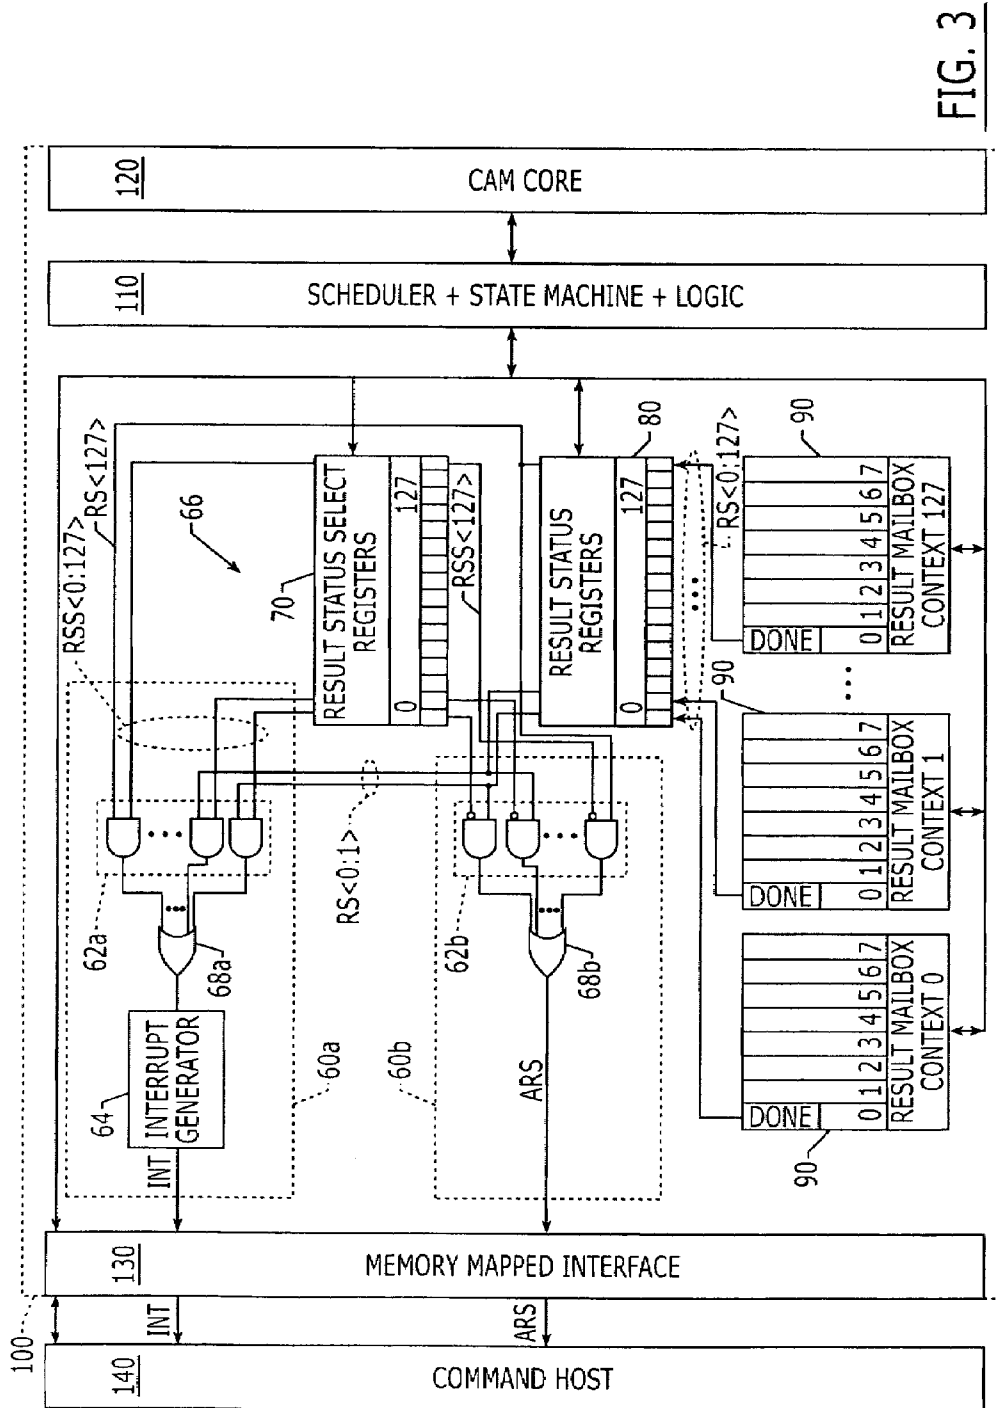 FIG. 3
100
120
CAM CORE
110
SCHEDULER + STATE MACHINE + LOGIC
RSS<0:127>
RS<127>
66
70
RESULT STATUS SELECT
REGISTERS
0 127
RSS<127>
RESULT STATUS
REGISTERS
0 127
80
RS<0:127>
62a
68a
64
INTERRUPT
GENERATOR
INT
60a
RS<0:1>
62b
68b
60b
ARS
90
DONE
0 1 2 3 4 5 6 7
RESULT MAILBOX
CONTEXT 127
90
DONE
0 1 2 3 4 5 6 7
RESULT MAILBOX
CONTEXT 1
90
DONE
0 1 2 3 4 5 6 7
RESULT MAILBOX
CONTEXT 0
130
MEMORY MAPPED INTERFACE
INT
ARS
140
COMMAND HOST